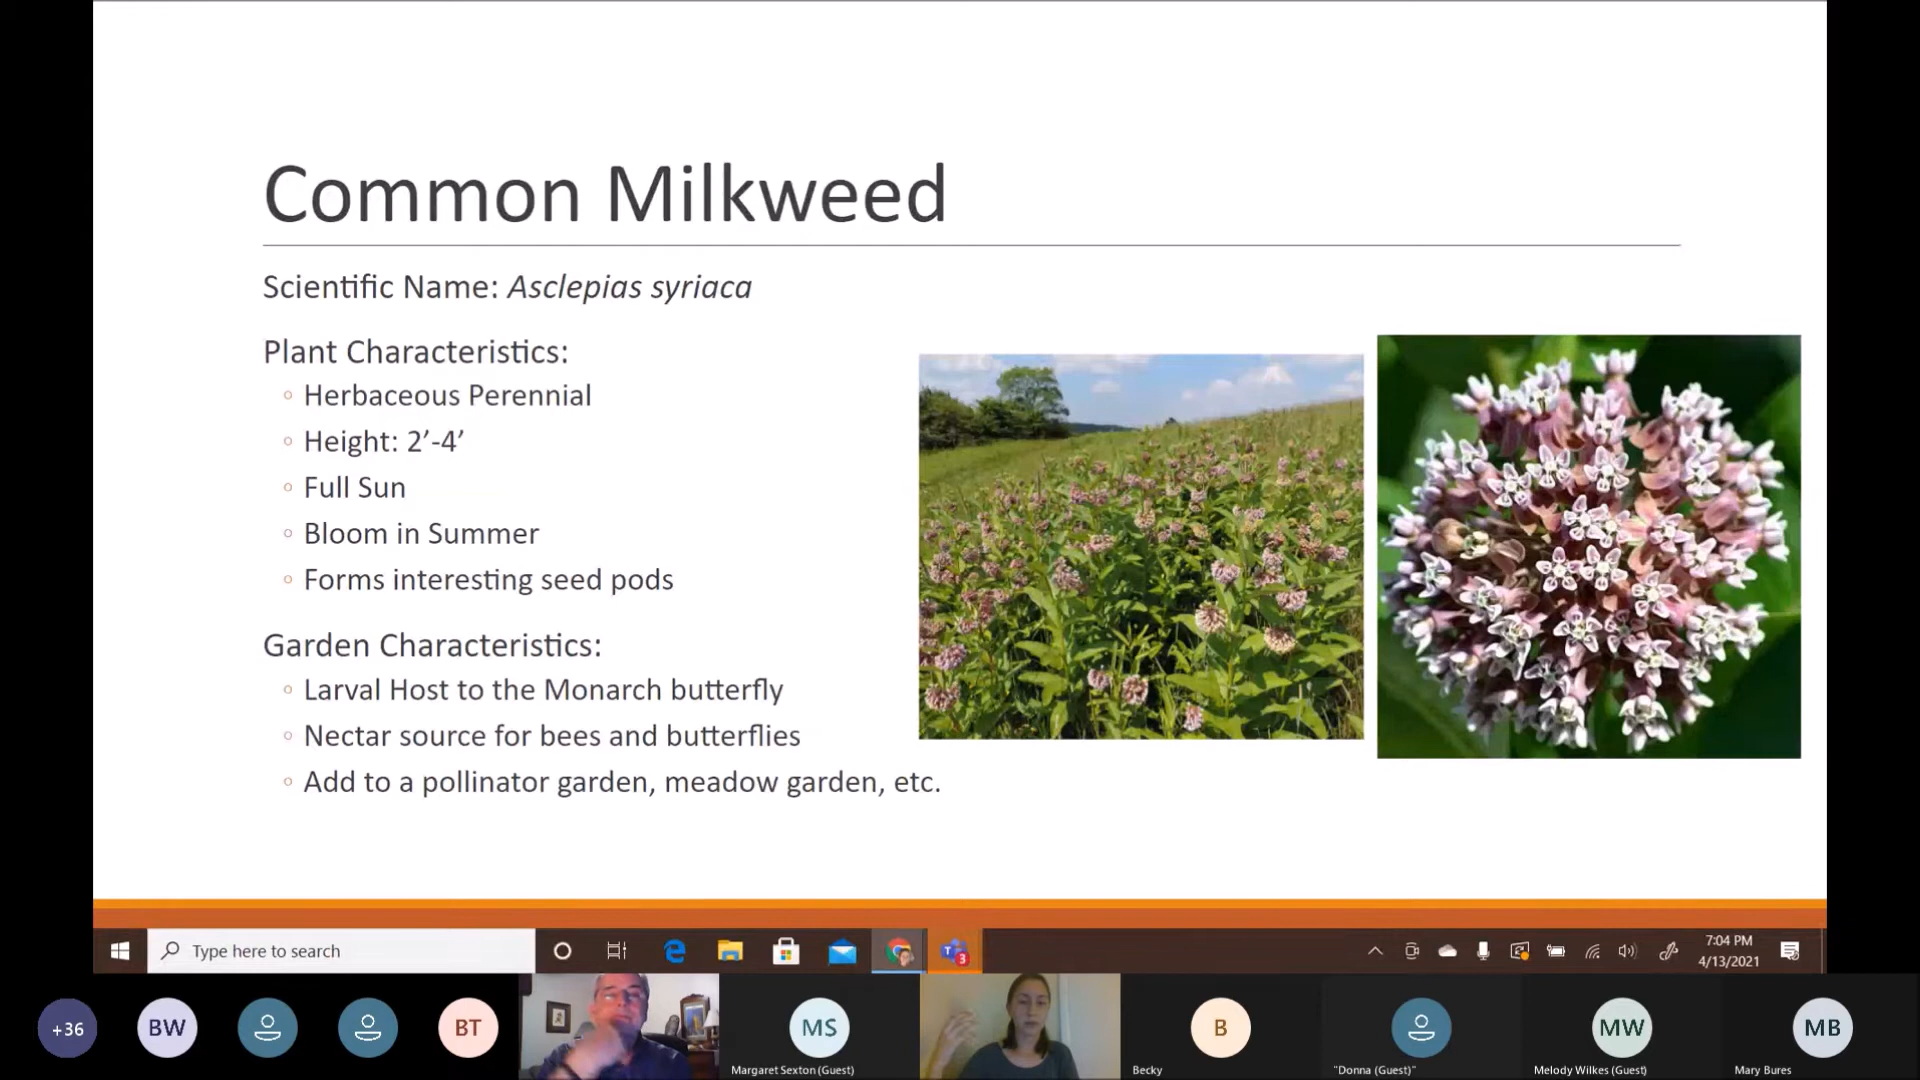 Common Milkweed
Scientific Name: Asclepias syriaca
Plant Characteristics:
◦ Herbaceous Perennial
◦ Height: 2’-4’
◦ Full Sun
◦ Bloom in Summer
◦ Forms interesting seed pods
Garden Characteristics:
◦ Larval Host to the Monarch butterfly
◦ Nectar source for bees and butterflies
◦ Add to a pollinator garden, meadow garden, etc.
Type here to search
3
7:04 PM
4/13/2021
+36
BW
BT
MS
Margaret Sexton (Guest)
B
Becky
"Donna (Guest)"
MW
Melody Wilkes (Guest)
MB
Mary Bures